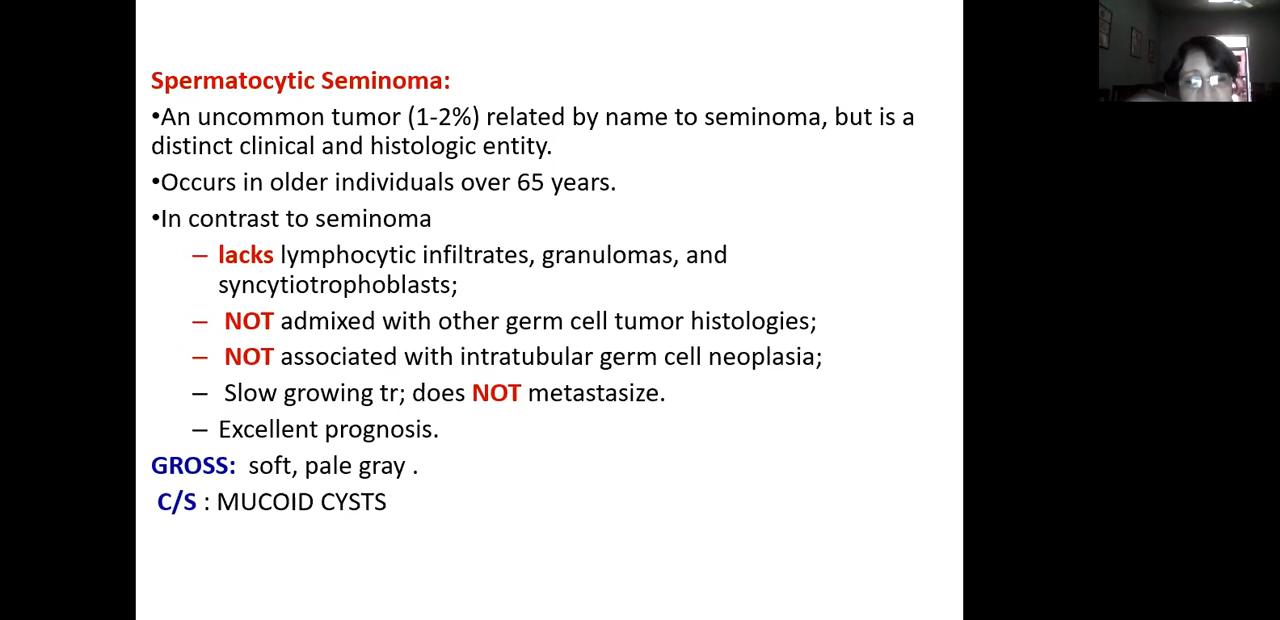 Spermatocytic Seminoma:
•An uncommon tumor (1-2%) related by name to seminoma, but is a
distinct clinical and histologic entity.
•Occurs in older individuals over 65 years.
•In contrast to seminoma
– lacks lymphocytic infiltrates, granulomas, and
syncytiotrophoblasts;
– NOT admixed with other germ cell tumor histologies;
– NOT associated with intratubular germ cell neoplasia;
– Slow growing tr; does NOT metastasize.
– Excellent prognosis.
GROSS: soft, pale gray .
C/S : MUCOID CYSTS